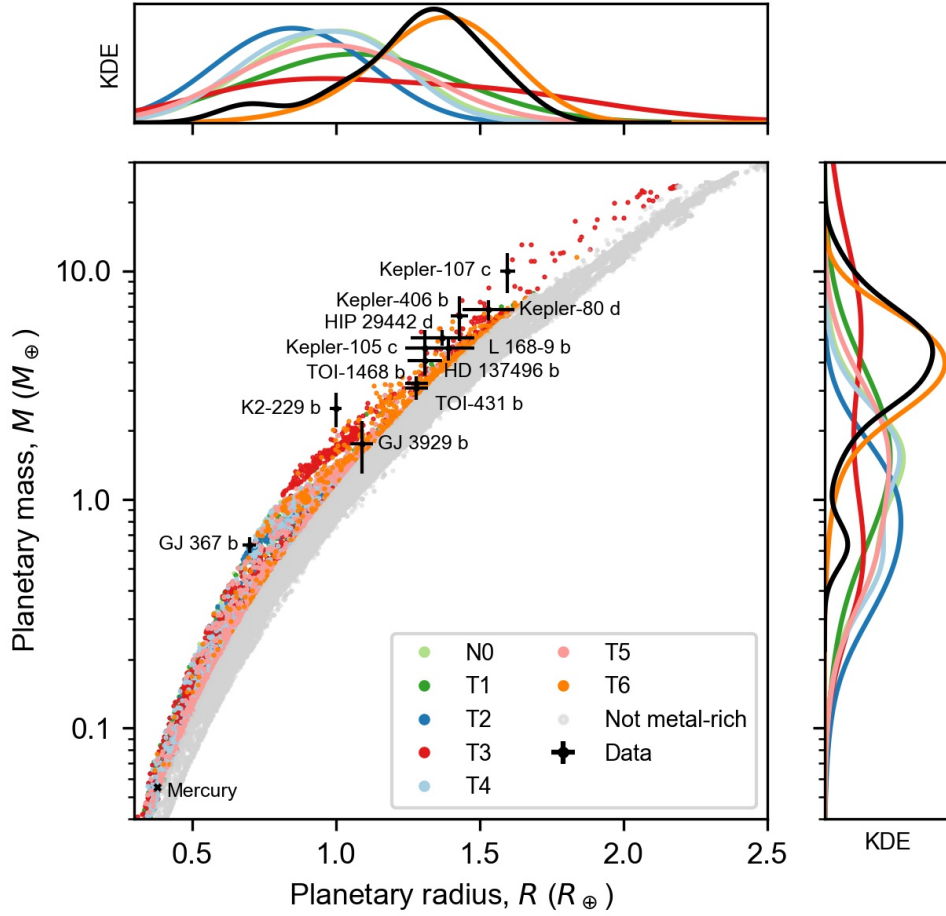 KDE
Planetary mass, M (M⊕)
10.0
1.0
0.1
Kepler-107 c
Kepler-406 b
Kepler-80 d
HIP 29442 d
Kepler-105 c
L 168-9 b
TOI-1468 b
HD 137496 b
K2-229 b
TOI-431 b
GJ 3929 b
GJ 367 b
Mercury
N0
T1
T2
T3
T4
T5
T6
Not metal-rich
Data
0.5
1.0
1.5
2.0
2.5
Planetary radius, R (R⊕)
KDE